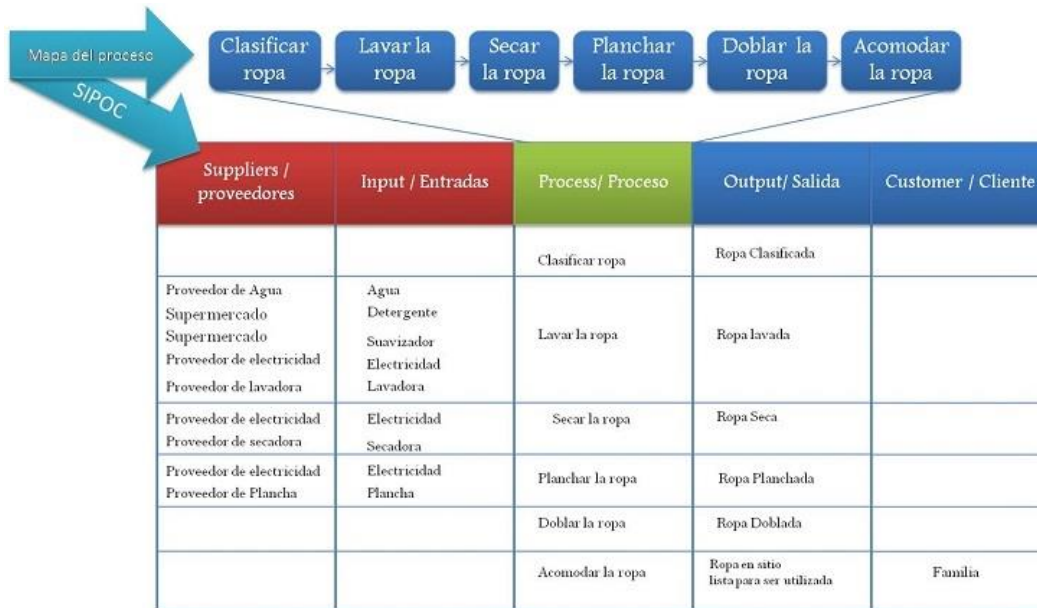 Mapa del proceso
SIPOC
Clasificar
ropa
Lavar la
ropa
Secar
la ropa
Planchar
la ropa
Doblar la
ropa
Acomodar
la ropa
Suppliers /
proveedores
Input / Entradas
Process/ Proceso
Output/ Salida
Customer / Cliente
Clasificar ropa
Ropa Clasificada
Proveedor de Agua
Supermercado
Supermercado
Proveedor de electricidad
Proveedor de lavadora
Agua
Detergente
Suavizador
Electricidad
Lavadora
Lavar la ropa
Ropa lavada
Proveedor de electricidad
Proveedor de secadora
Electricidad
Secadora
Secar la ropa
Ropa Seca
Proveedor de electricidad
Proveedor de Plancha
Electricidad
Plancha
Planchar la ropa
Ropa Planchada
Doblar la ropa
Ropa Doblada
Acomodar la ropa
Ropa en sitio
lista para ser utilizada
Familia